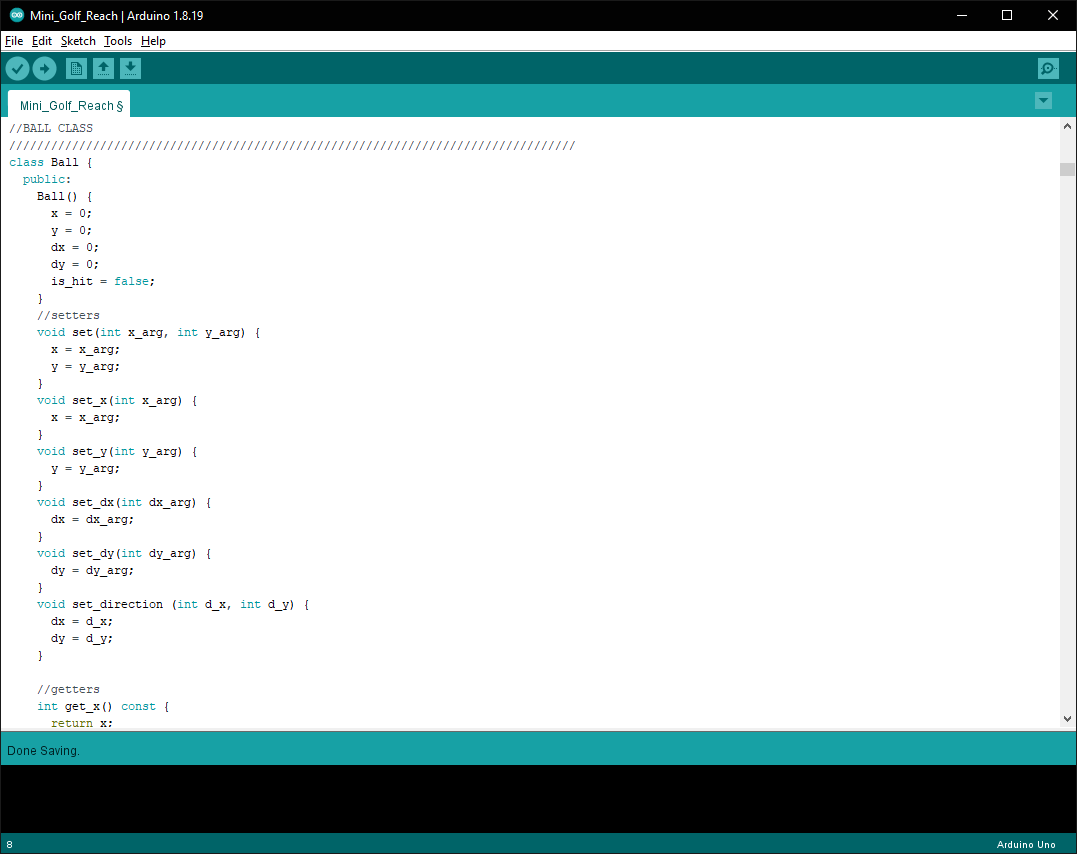 Mini_Golf_Reach | Arduino 1.8.19
File Edit Sketch Tools Help
Mini_Golf_Reach §
//BALL CLASS
/////////////////////////////////////////////////////////////////////////////////
class Ball {
  public:
    Ball() {
      x = 0;
      y = 0;
      dx = 0;
      dy = 0;
      is_hit = false;
    }
    //setters
    void set(int x_arg, int y_arg) {
      x = x_arg;
      y = y_arg;
    }
    void set_x(int x_arg) {
      x = x_arg;
    }
    void set_y(int y_arg) {
      y = y_arg;
    }
    void set_dx(int dx_arg) {
      dx = dx_arg;
    }
    void set_dy(int dy_arg) {
      dy = dy_arg;
    }
    void set_direction (int d_x, int d_y) {
      dx = d_x;
      dy = d_y;
    }

    //getters
    int get_x() const {
      return x;
Done Saving.
8 Arduino Uno